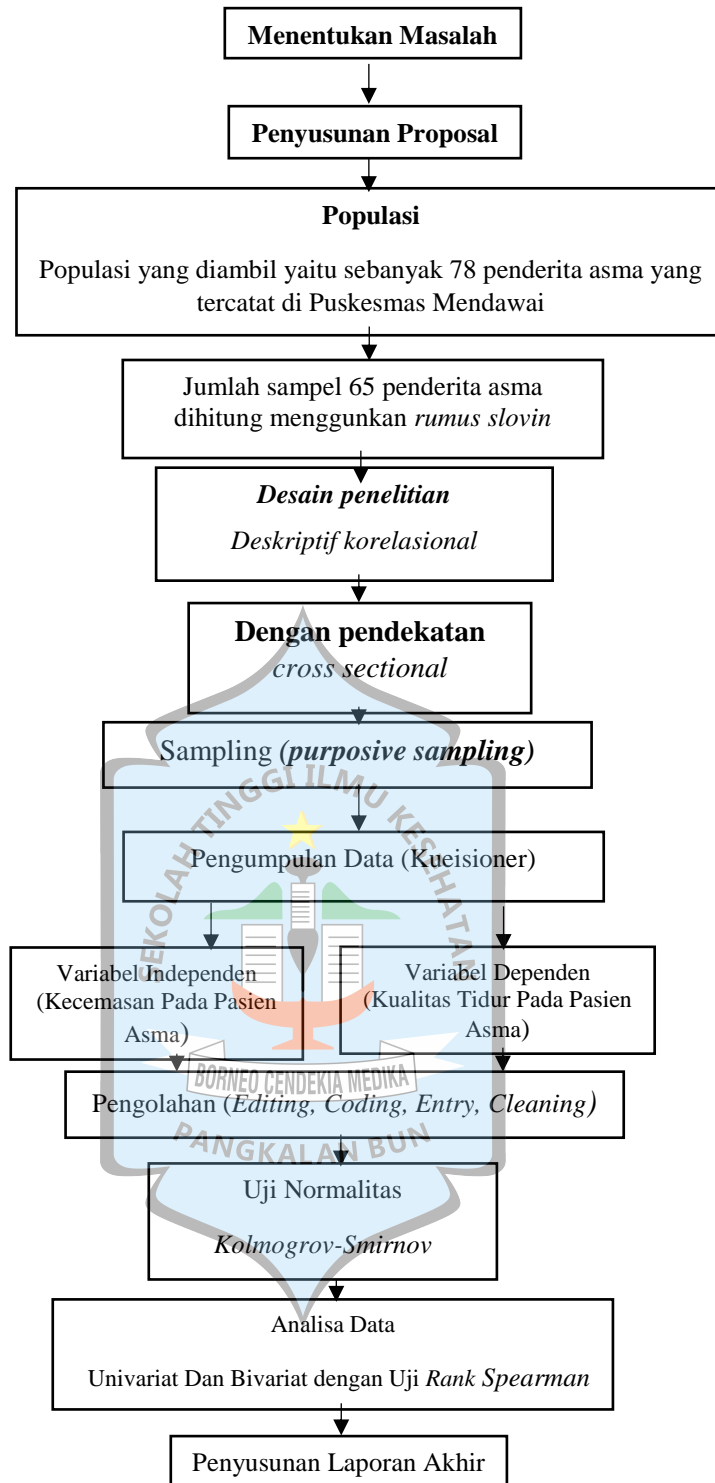 Menentukan Masalah
Penyusunan Proposal
Populasi
Populasi yang diambil yaitu sebanyak 78 penderita asma yang
tercatat di Puskesmas Mendawai
Jumlah sampel 65 penderita asma
dihitung menggunkan rumus slovin
Desain penelitian
Deskriptif korelasional
Dengan pendekatan
cross sectional
Sampling (purposive sampling)
SEKOLAH TINGGI ILMU KESEHATAN
Pengumpulan Data (Kueisioner)
Variabel Independen
(Kecemasan Pada Pasien
Asma)
Variabel Dependen
(Kualitas Tidur Pada Pasien
Asma)
BORNEO CENDEKIA MEDIKA
Pengolahan (Editing, Coding, Entry, Cleaning)
PANGKALAN BUN
Uji Normalitas
Kolmogrov-Smirnov
Analisa Data
Univariat Dan Bivariat dengan Uji Rank Spearman
Penyusunan Laporan Akhir